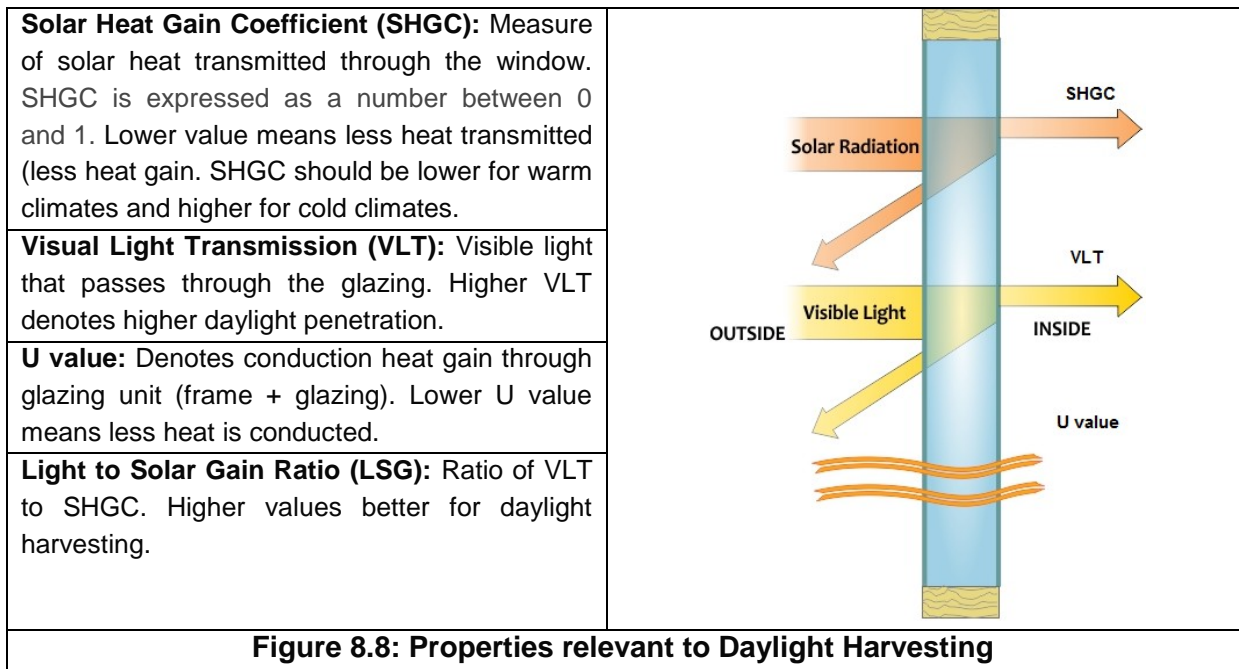 Solar Heat Gain Coefficient (SHGC): Measure
of solar heat transmitted through the window.
SHGC is expressed as a number between 0
and 1. Lower value means less heat transmitted
(less heat gain. SHGC should be lower for warm
climates and higher for cold climates.
Visual Light Transmission (VLT): Visible light
that passes through the glazing. Higher VLT
denotes higher daylight penetration.
U value: Denotes conduction heat gain through
glazing unit (frame + glazing). Lower U value
means less heat is conducted.
Light to Solar Gain Ratio (LSG): Ratio of VLT
to SHGC. Higher values better for daylight
harvesting.
SHGC
Solar Radiation
VLT
Visible Light
OUTSIDE
INSIDE
U value
Figure 8.8: Properties relevant to Daylight Harvesting